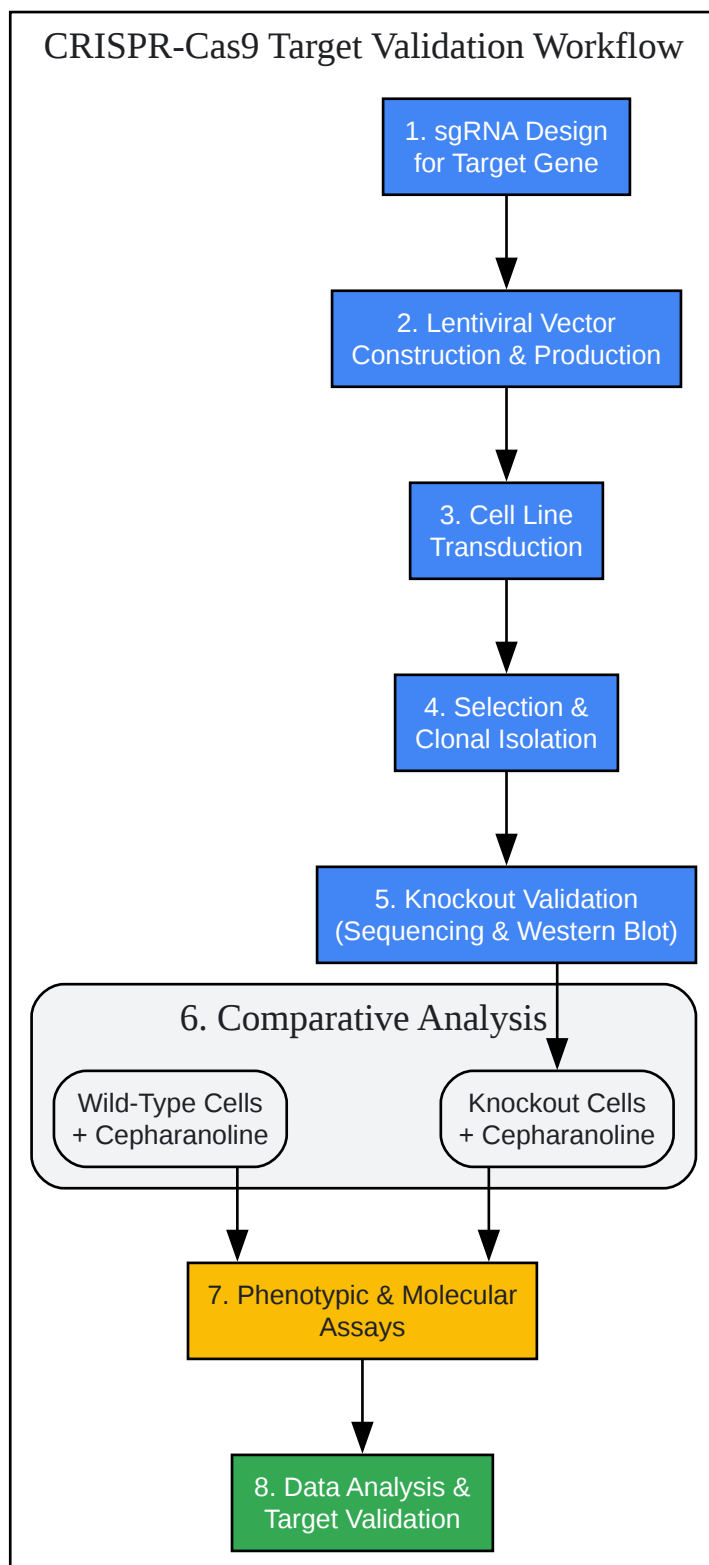 CRISPR-Cas9 Target Validation Workflow
1. sgRNA Design
for Target Gene
2. Lentiviral Vector
Construction & Production
3. Cell Line
Transduction
4. Selection &
Clonal Isolation
5. Knockout Validation
(Sequencing & Western Blot)
6. Comparative Analysis
Wild-Type Cells
+ Cepharanoline
Knockout Cells
+ Cepharanoline
7. Phenotypic & Molecular
Assays
8. Data Analysis &
Target Validation